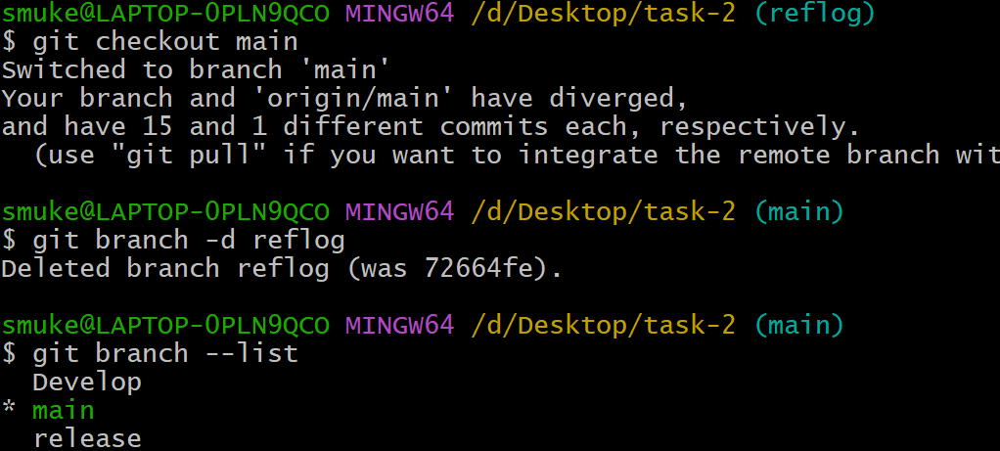 smuke@LAPTOP-0PLN9QCO MINGW64 /d/Desktop/task-2 (reflog)
$ git checkout main
Switched to branch 'main'
Your branch and 'origin/main' have diverged,
and have 15 and 1 different commits each, respectively.
  (use "git pull" if you want to integrate the remote branch wit

smuke@LAPTOP-0PLN9QCO MINGW64 /d/Desktop/task-2 (main)
$ git branch -d reflog
Deleted branch reflog (was 72664fe).

smuke@LAPTOP-0PLN9QCO MINGW64 /d/Desktop/task-2 (main)
$ git branch --list
  Develop
* main
  release